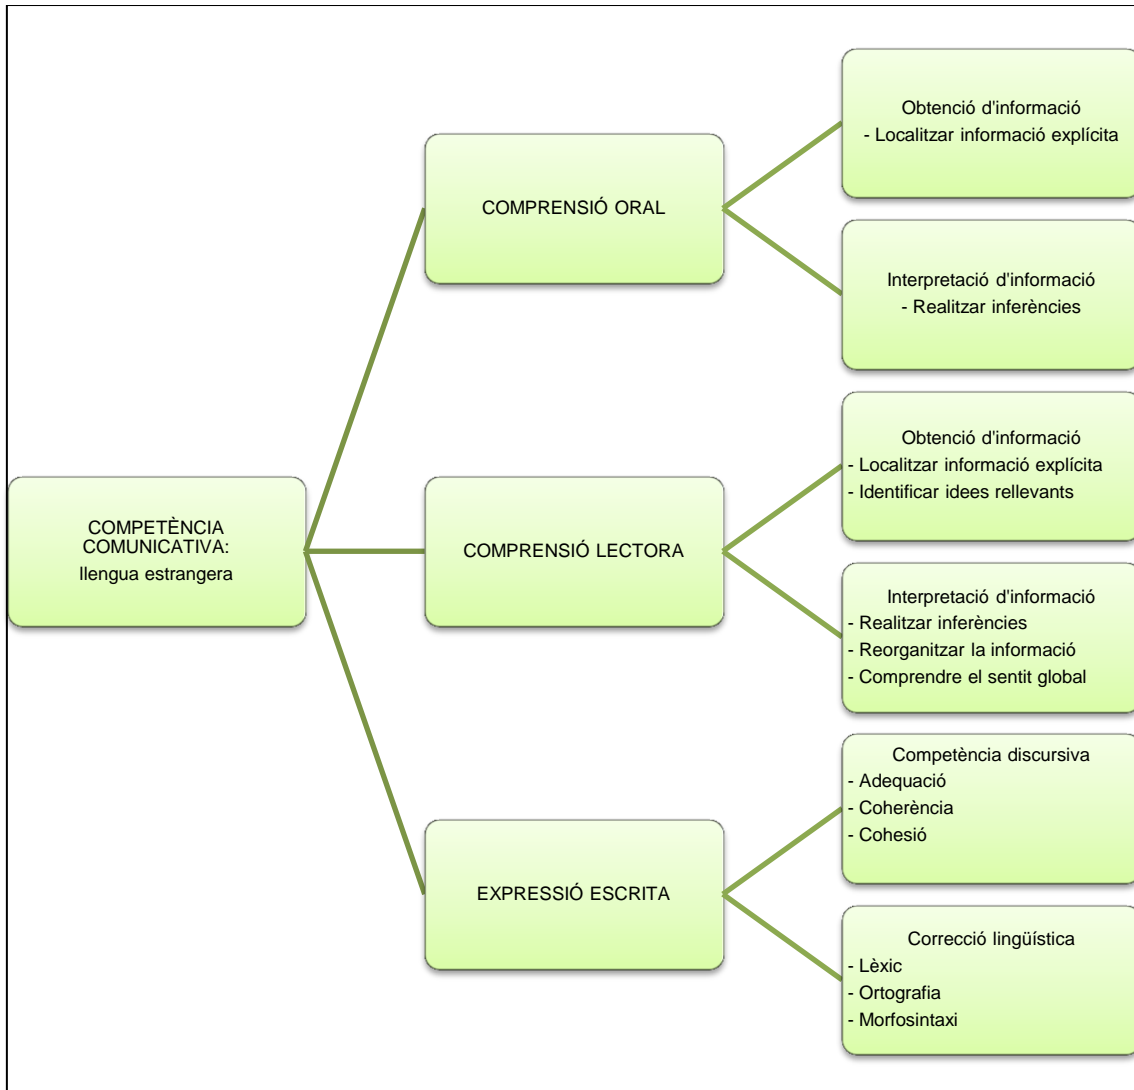 COMPETÈNCIA
COMUNICATIVA:
llengua estrangera
COMPRENSIÓ ORAL
Obtenció d'informació
- Localitzar informació explícita
Interpretació d'informació
- Realitzar inferències
COMPRENSIÓ LECTORA
Obtenció d'informació
- Localitzar informació explícita
- Identificar idees rellevants
Interpretació d'informació
- Realitzar inferències
- Reorganitzar la informació
- Comprendre el sentit global
EXPRESSIÓ ESCRITA
Competència discursiva
- Adequació
- Coherència
- Cohesió
Correcció lingüística
- Lèxic
- Ortografia
- Morfosintaxi